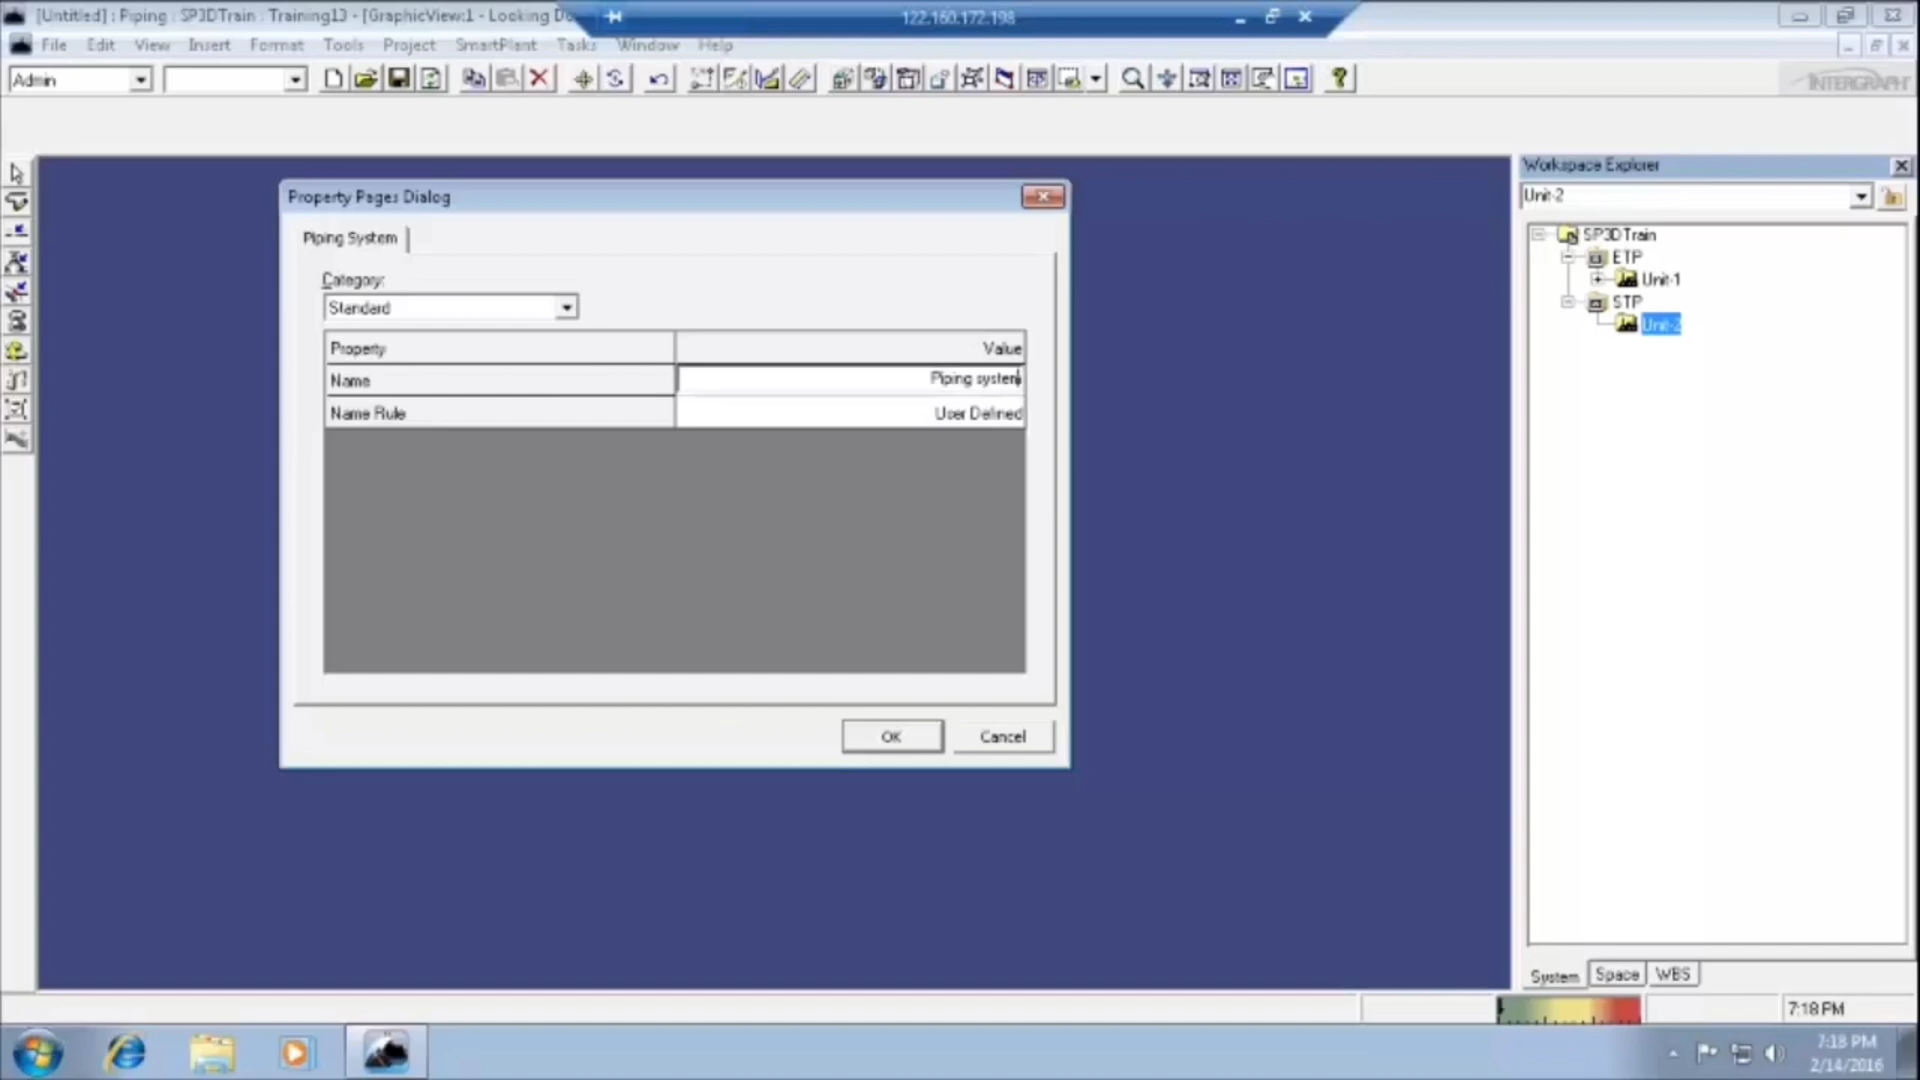 [Untitled] : Piping : SP3DTrain : Training13 - [GraphicView:1 - Looking Do
122.160.172.198
File Edit View Insert Format Tools Project SmartPlant Tasks Window Help
Admin
INTERGRAPH
Workspace Explorer
Unit-2
SP3DTrain
ETP
Unit-1
STP
Unit-2
Property Pages Dialog
Piping System
Category:
Standard
Property Value
Name Piping system
Name Rule User Defined
OK Cancel
System Space WBS
7:18 PM
7:18 PM
2/14/2016